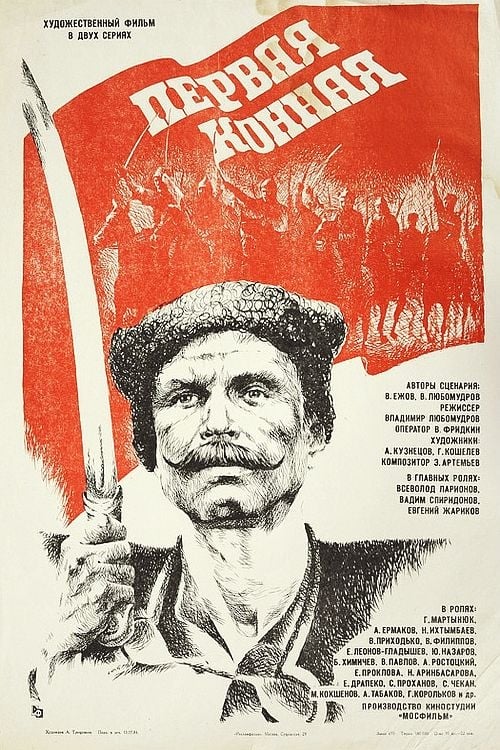 ХУДОЖЕСТВЕННЫЙ ФИЛЬМ
В ДВУХ СЕРИЯХ
ПЕРВАЯ
КОННАЯ
АВТОРЫ СЦЕНАРИЯ:
В. ЕЖОВ, В. ЛЮБОМУДРОВ
РЕЖИССЕР
ВЛАДИМИР ЛЮБОМУДРОВ
ОПЕРАТОР В. ФРИДКИН
ХУДОЖНИКИ:
А. КУЗНЕЦОВ, Г. КОШЕЛЕВ
КОМПОЗИТОР Э. АРТЕМЬЕВ
В ГЛАВНЫХ РОЛЯХ:
ВСЕВОЛОД ЛАРИОНОВ,
ВАДИМ СПИРИДОНОВ,
ЕВГЕНИЙ ЖАРИКОВ
В РОЛЯХ:
Г. МАРТЫНЮК,
А. ЕРМАКОВ, Н. ИХТЫМБАЕВ,
В. ПРИХОДЬКО, В. ФИЛИППОВ,
Е. ЛЕОНОВ-ГЛАДЫШЕВ, Ю. НАЗАРОВ,
Б. ХИМИЧЕВ, В. ПАВЛОВ, А. РОСТОЦКИЙ,
Е. ПРОКЛОВА, Н. АРИНБАСАРОВА,
Е. ДРАПЕКО, С. ПРОХАНОВ, С. ЧЕКАН,
М. КОКШЕНОВ, А. ТАБАКОВ, Г. КОРОЛЬКОВ и др.
ПРОИЗВОДСТВО КИНОСТУДИИ
"МОСФИЛЬМ"